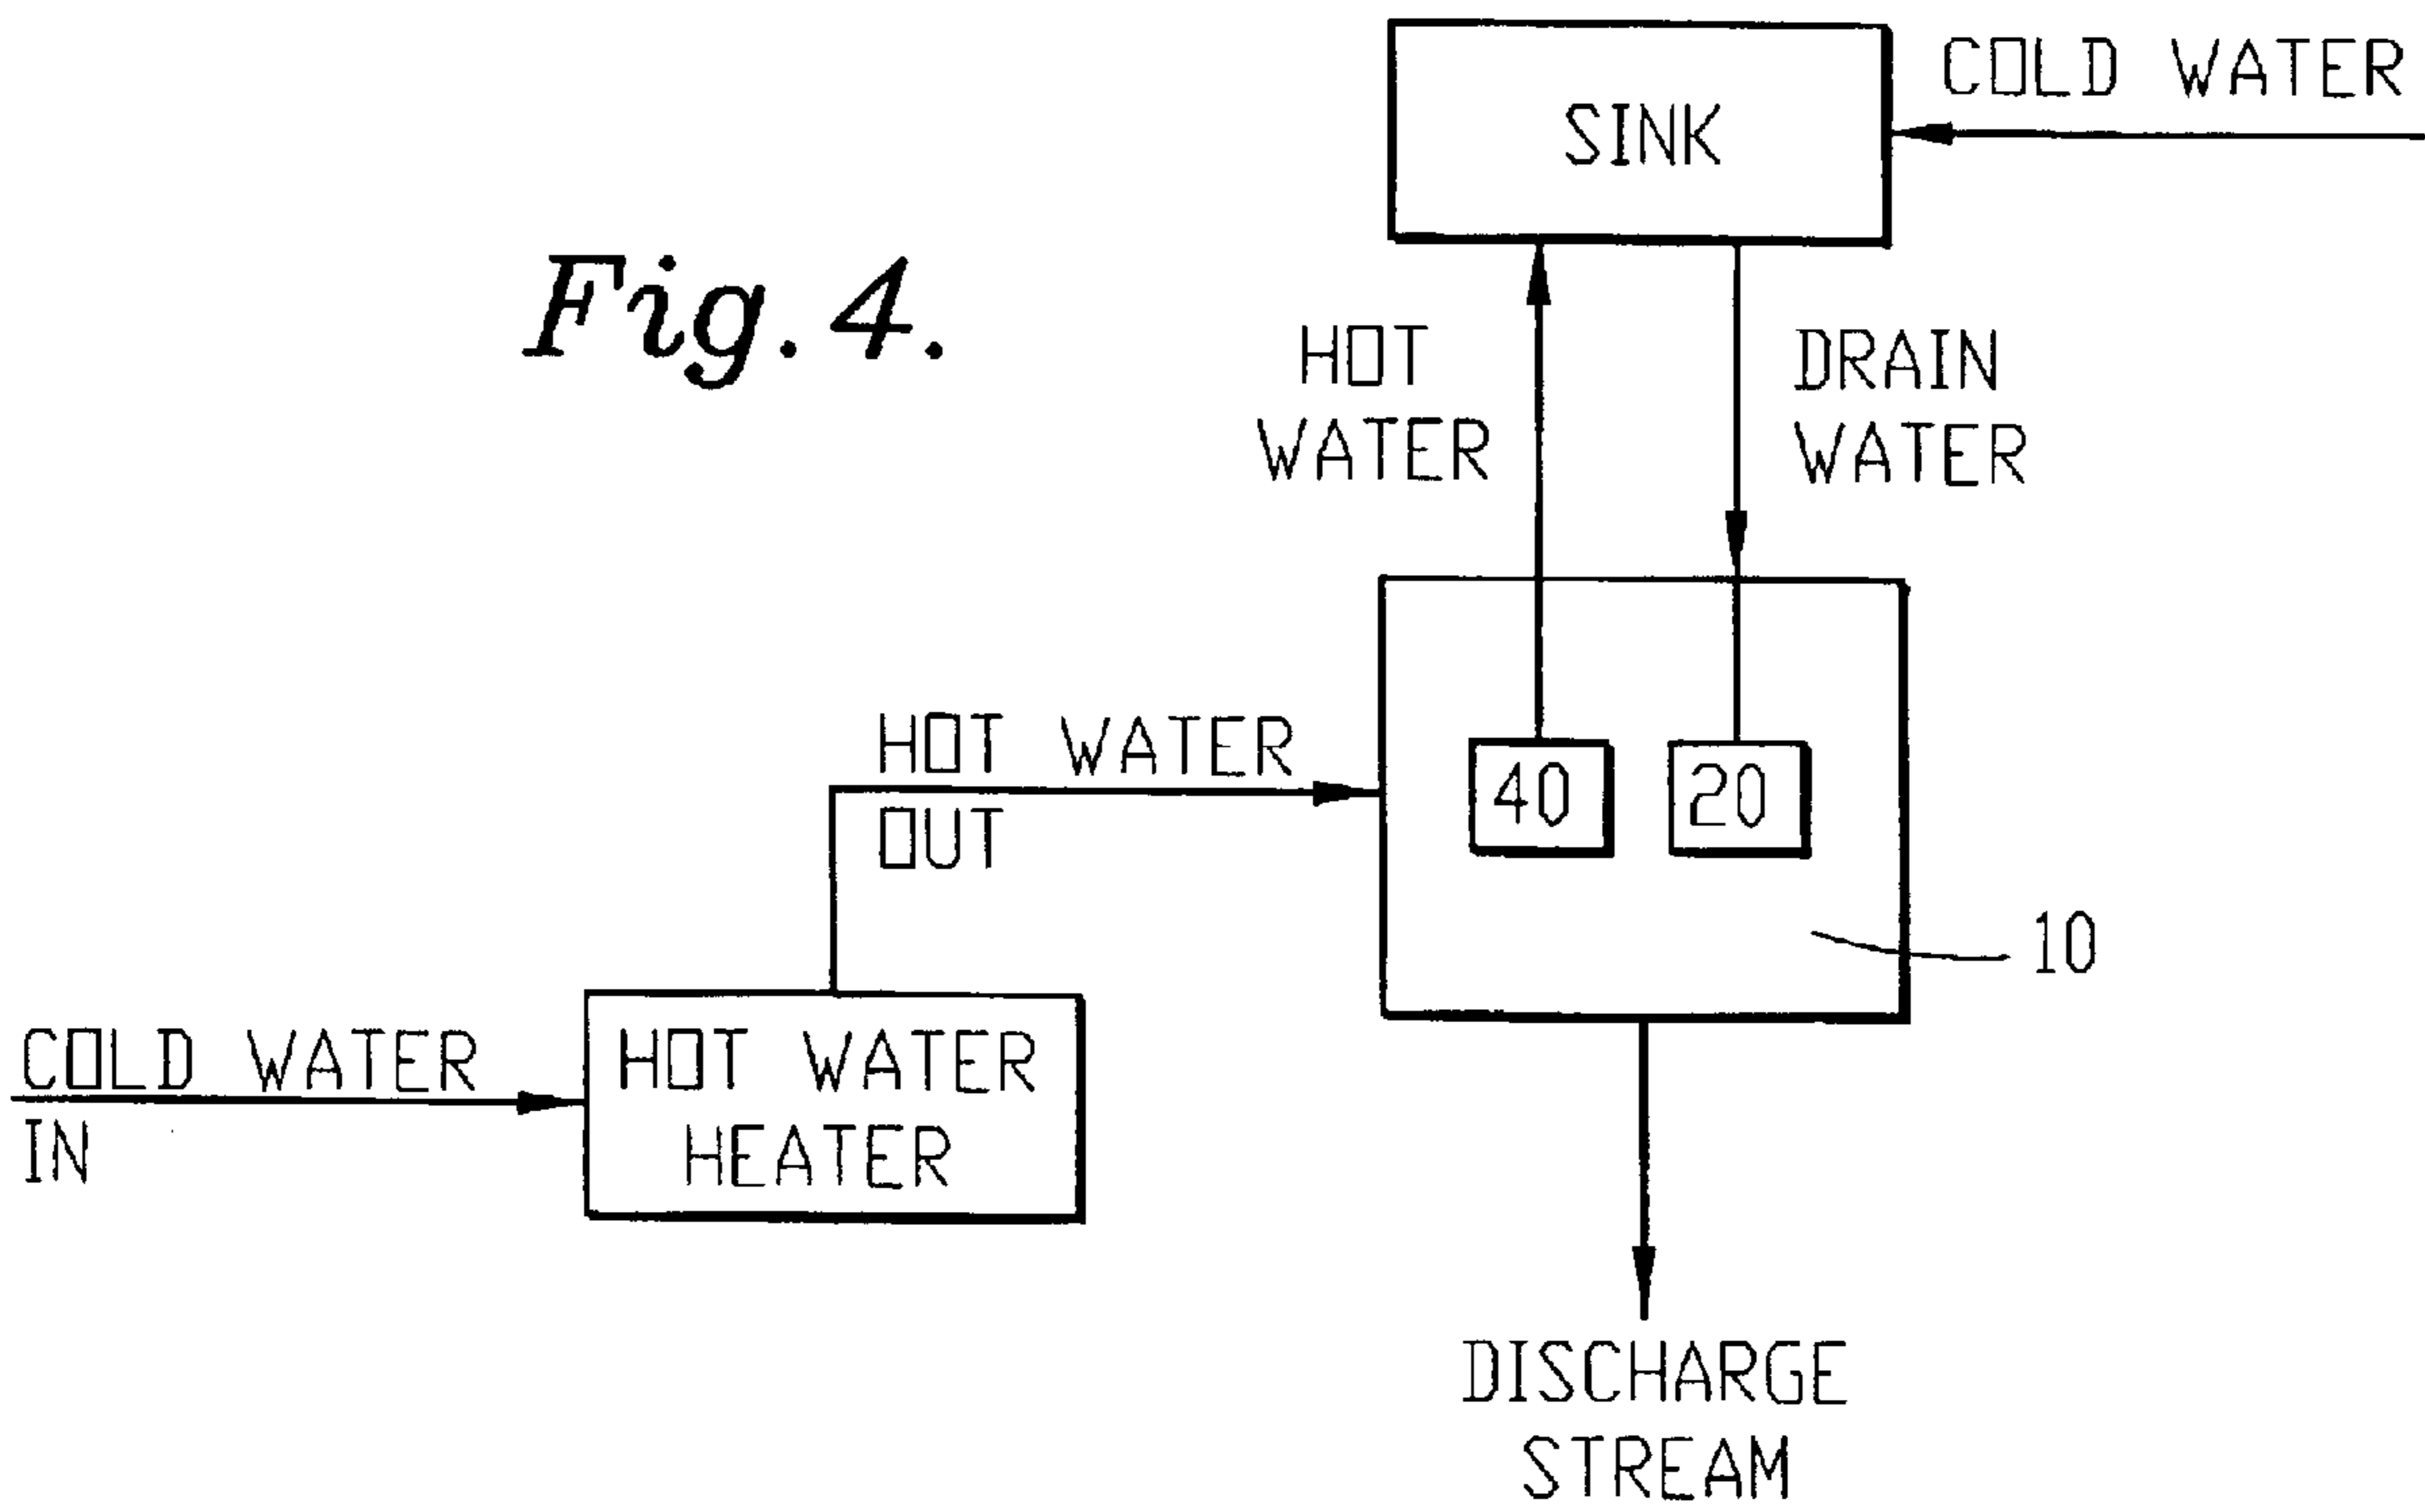 COLD WATER
SINK
Fig. 4.
HOT
WATER
DRAIN
WATER
HOT WATER
OUT
40
20
10
COLD WATER
IN
HOT WATER
HEATER
DISCHARGE
STREAM